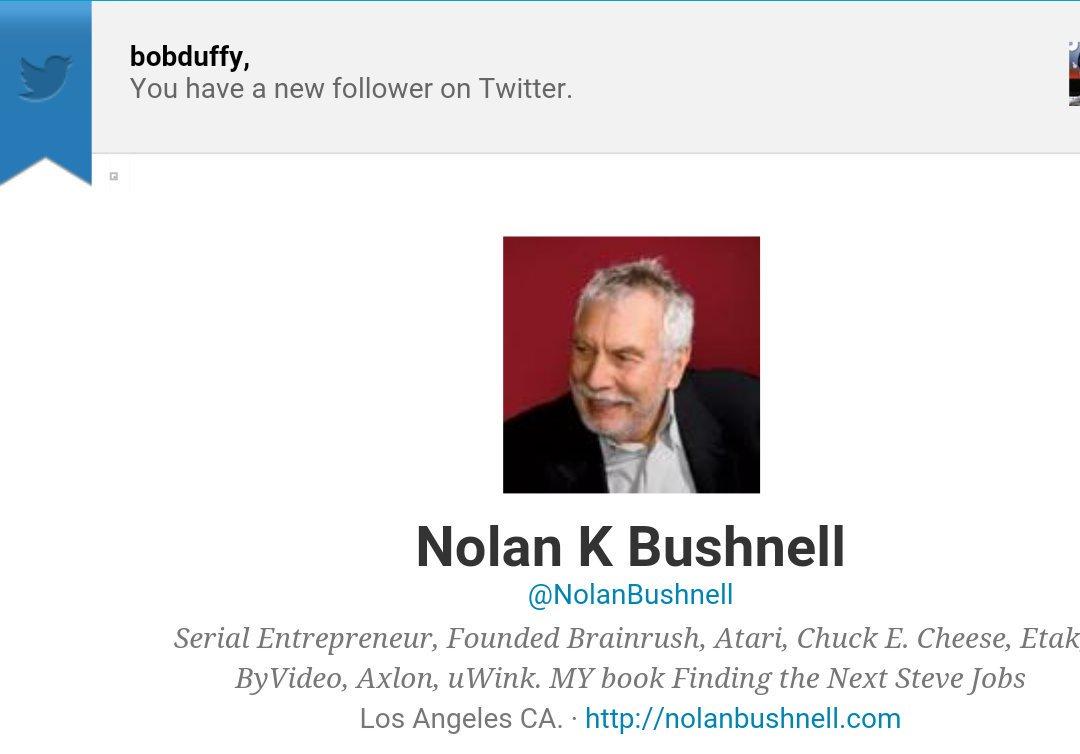 bobduffy,
You have a new follower on Twitter.
Nolan K Bushnell
@NolanBushnell
Serial Entrepreneur, Founded Brainrush, Atari, Chuck E. Cheese, Etak
ByVideo, Axlon, uWink. MY book Finding the Next Steve Jobs
Los Angeles CA. · http://nolanbushnell.com